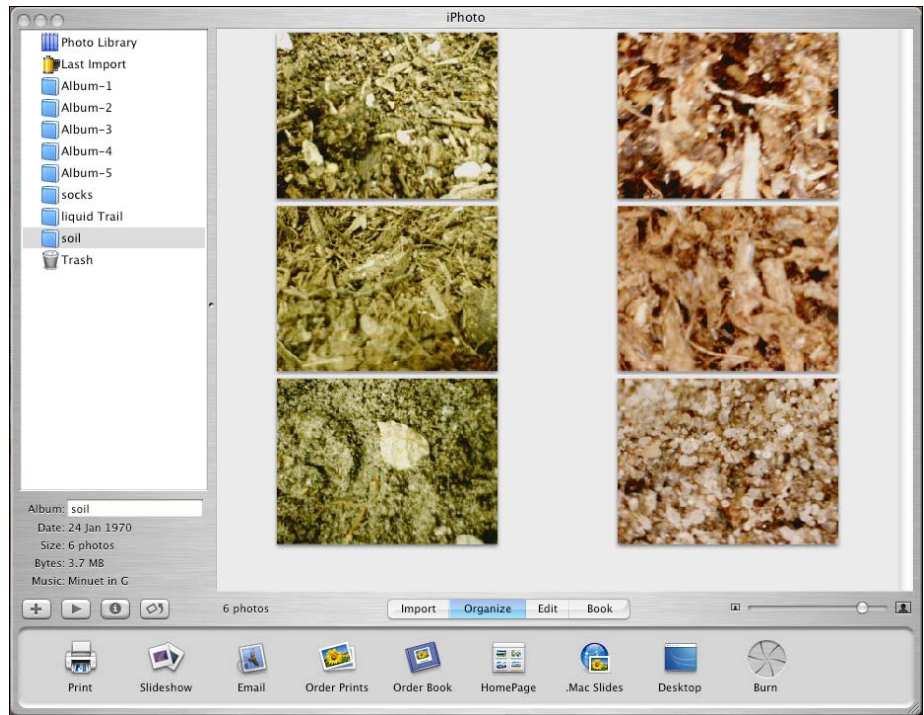 iPhoto
Photo Library
Last Import
Album-1
Album-2
Album-3
Album-4
Album-5
socks
liquid Trail
soil
Trash
Album: soil
Date: 24 Jan 1970
Size: 6 photos
Bytes: 3.7 MB
Music: Minuet in G
6 photos
Import Organize Edit Book
Print Slideshow Email Order Prints Order Book HomePage .Mac Slides Desktop Burn